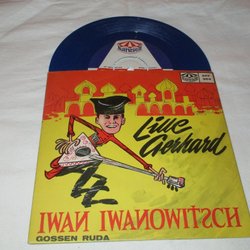 Lille
Gerhard
IWAN IWANOWITSCH
GOSSEN RUDA